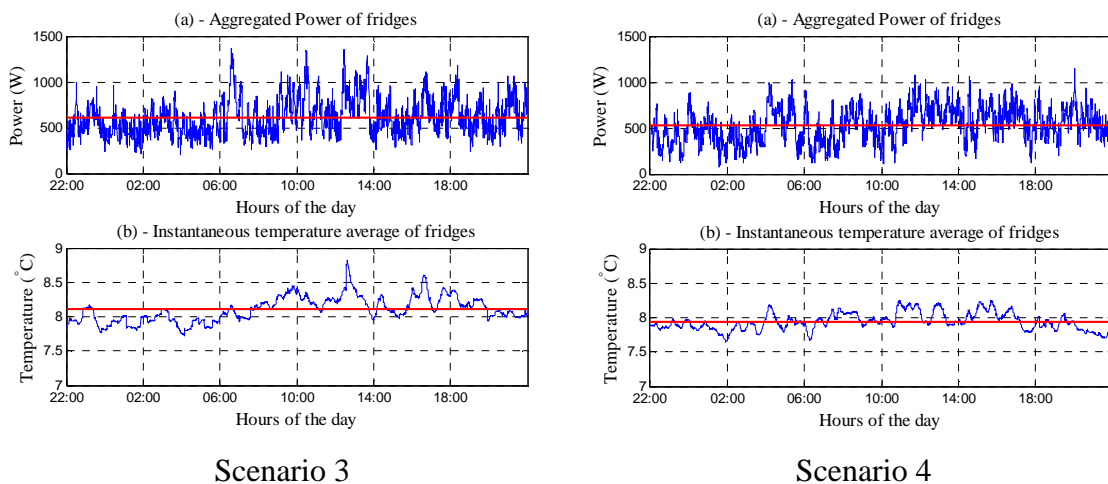 (a) - Aggregated Power of fridges
1500
1000
500
0
Power (W)
22:00 02:00 06:00 10:00 14:00 18:00
Hours of the day
(b) - Instantaneous temperature average of fridges
9
8.5
8
7.5
7
Temperature (°C)
22:00 02:00 06:00 10:00 14:00 18:00
Hours of the day
Scenario 3
(a) - Aggregated Power of fridges
1500
1000
500
0
Power (W)
22:00 02:00 06:00 10:00 14:00 18:00
Hours of the day
(b) - Instantaneous temperature average of fridges
9
8.5
8
7.5
7
Temperature (°C)
22:00 02:00 06:00 10:00 14:00 18:00
Hours of the day
Scenario 4